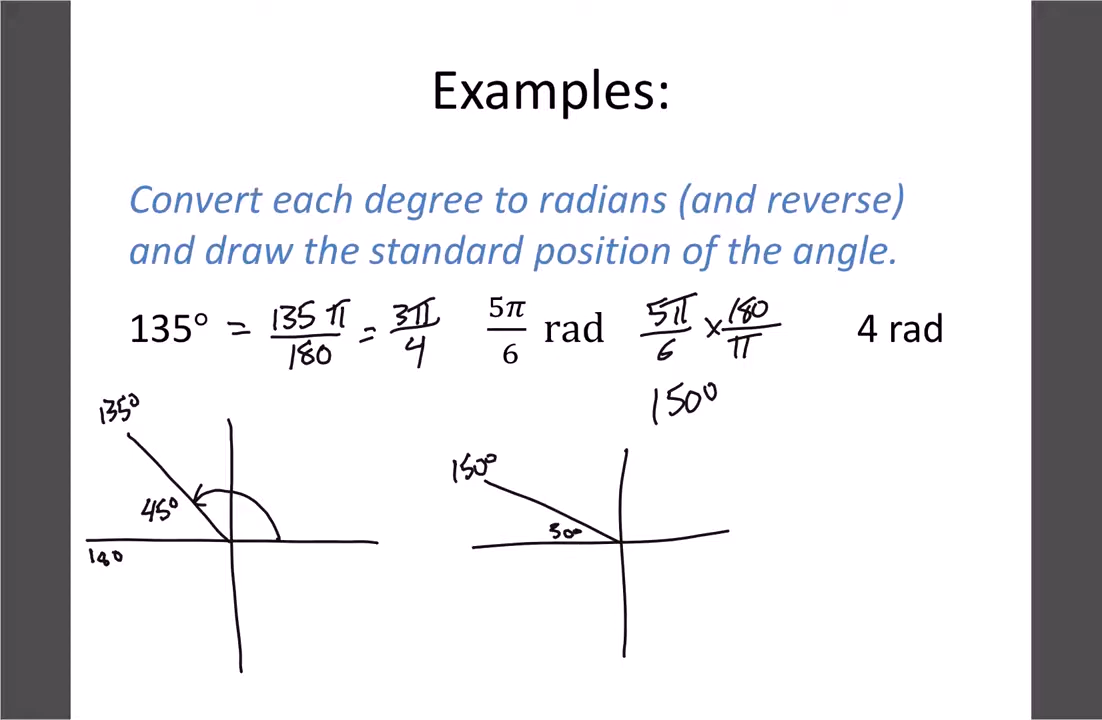 Examples:
Convert each degree to radians (and reverse)
and draw the standard position of the angle.
135° = 135 π / 180 = 3π / 4    5π / 6 rad    5π / 6 × 180 / π    4 rad
150°
135°
45°
180
150°
30°